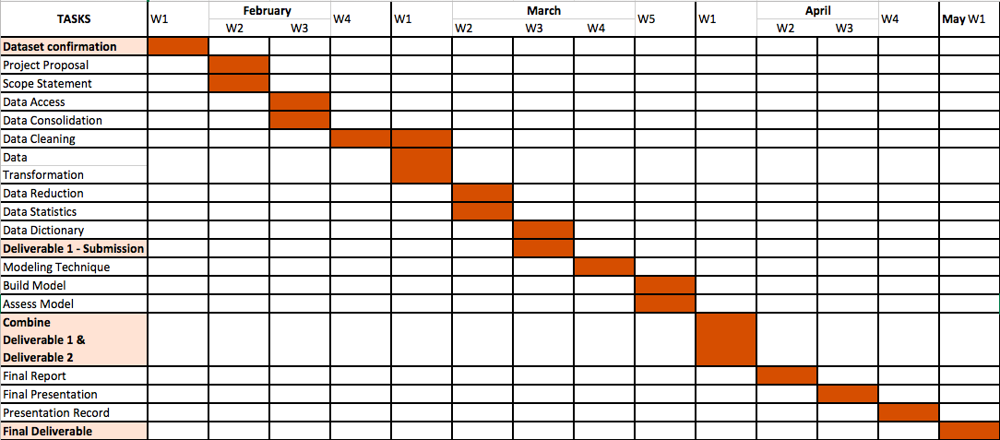 TASKS W1 February W4 W1 March W5 W1 April W4 May W1
W2 W3 W2 W3 W4 W2 W3
Dataset confirmation
Project Proposal
Scope Statement
Data Access
Data Consolidation
Data Cleaning
Data
Transformation
Data Reduction
Data Statistics
Data Dictionary
Deliverable 1 - Submission
Modeling Technique
Build Model
Assess Model
Combine
Deliverable 1 &
Deliverable 2
Final Report
Final Presentation
Presentation Record
Final Deliverable